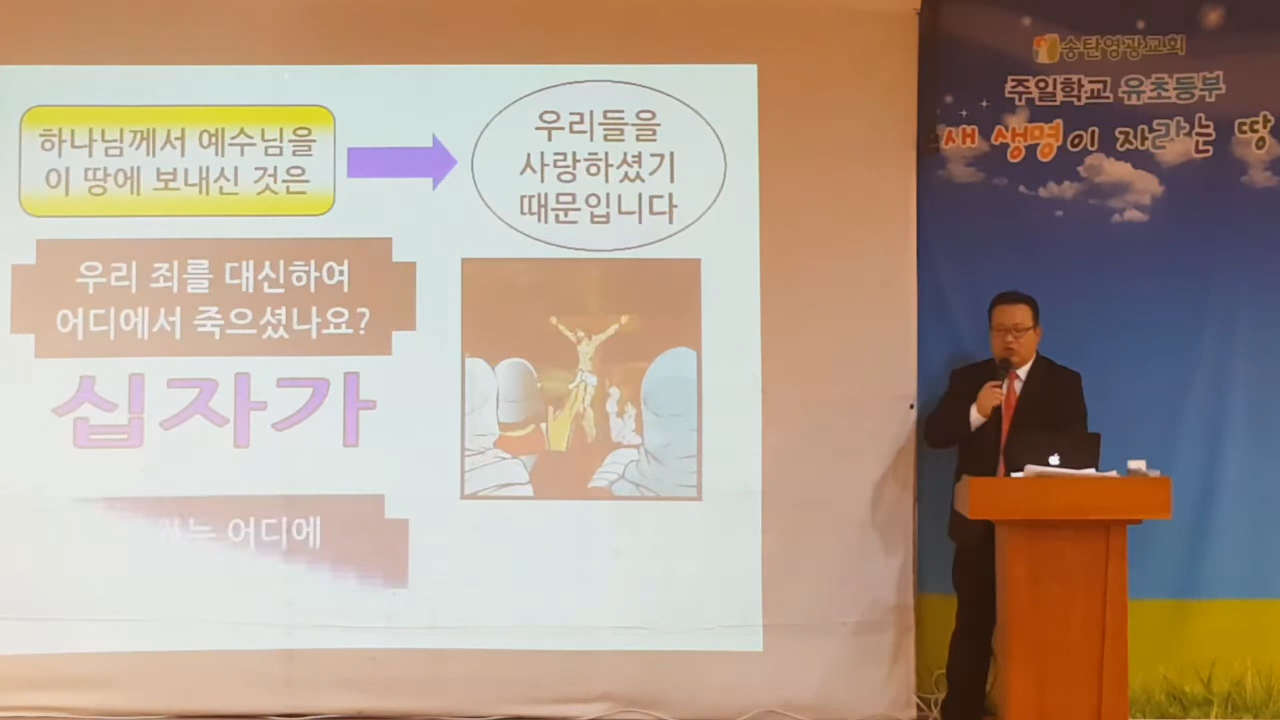 하나님께서 예수님을
이 땅에 보내신 것은
우리들을
사랑하셨기
때문입니다
우리 죄를 대신하여
어디에서 죽으셨나요?
십자가
어디에
송탄영광교회
주일학교 유초등부
새 생명이 자라는 땅